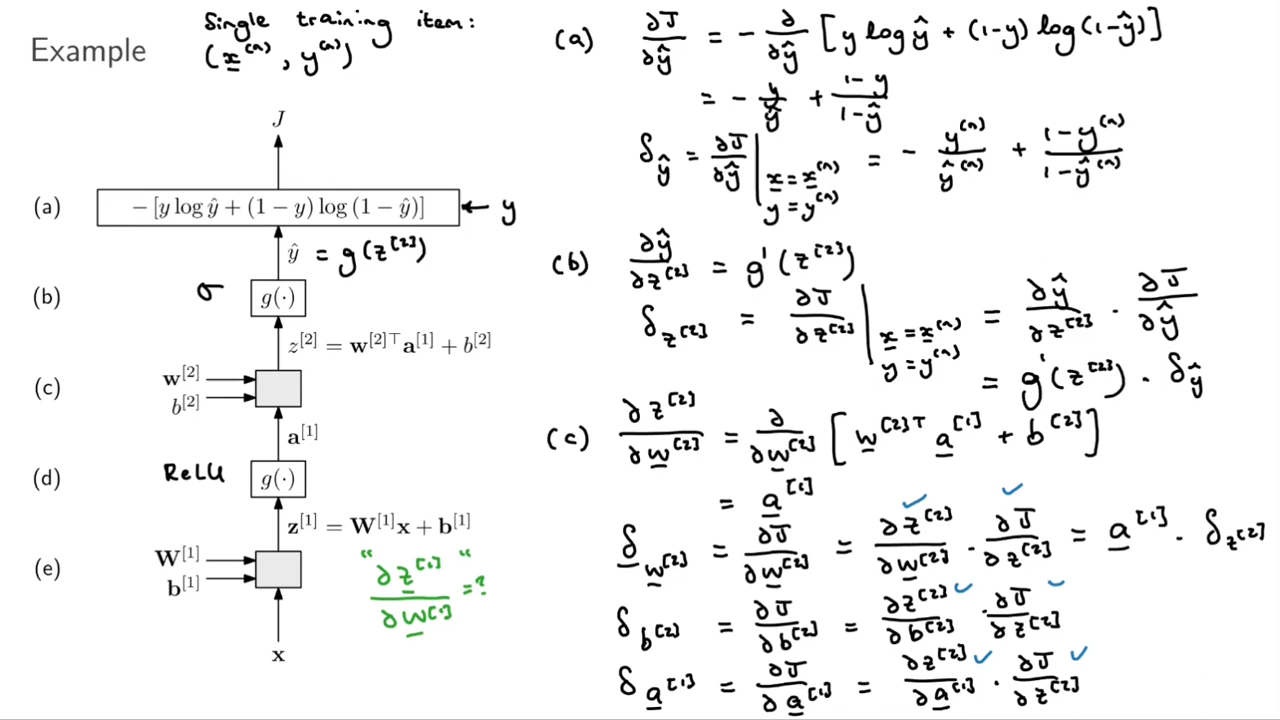 Example
Single training item:
(x^(n), y^(n))
J
(a)
− [y log ŷ + (1 − y) log (1 − ŷ)]
← y
ŷ = g(z^[2])
(b)
σ
g(·)
z^[2] = w^[2]⊤ a^[1] + b^[2]
(c)
w^[2]
b^[2]
a^[1]
(d)
ReLU
g(·)
z^[1] = W^[1]x + b^[1]
(e)
W^[1]
b^[1]
"∂z^[1]/∂W^[1]" = ?
x
(a) ∂J/∂ŷ = − ∂/∂ŷ [y log ŷ + (1−y) log(1−ŷ)]
= − y/ŷ + (1−y)/(1−ŷ)
δ_ŷ = ∂J/∂ŷ | x = x^(n) y = y^(n) = − y^(n)/ŷ^(n) + (1−y^(n))/(1−ŷ^(n))
(b) ∂ŷ/∂z^[2] = g'(z^[2])
δ_z^[2] = ∂J/∂z^[2] | x = x^(n) y = y^(n) = ∂ŷ/∂z^[2] · ∂J/∂ŷ
= g'(z^[2]) · δ_ŷ
(c) ∂z^[2]/∂w^[2] = ∂/∂w^[2] [w^[2]⊤ a^[1] + b^[2]]
= a^[1]
δ_w^[2] = ∂J/∂w^[2] = ∂z^[2]/∂w^[2] · ∂J/∂z^[2] = a^[1] · δ_z^[2]
δ_b^[2] = ∂J/∂b^[2] = ∂z^[2]/∂b^[2] · ∂J/∂z^[2]
δ_a^[1] = ∂J/∂a^[1] = ∂z^[2]/∂a^[1] · ∂J/∂z^[2]